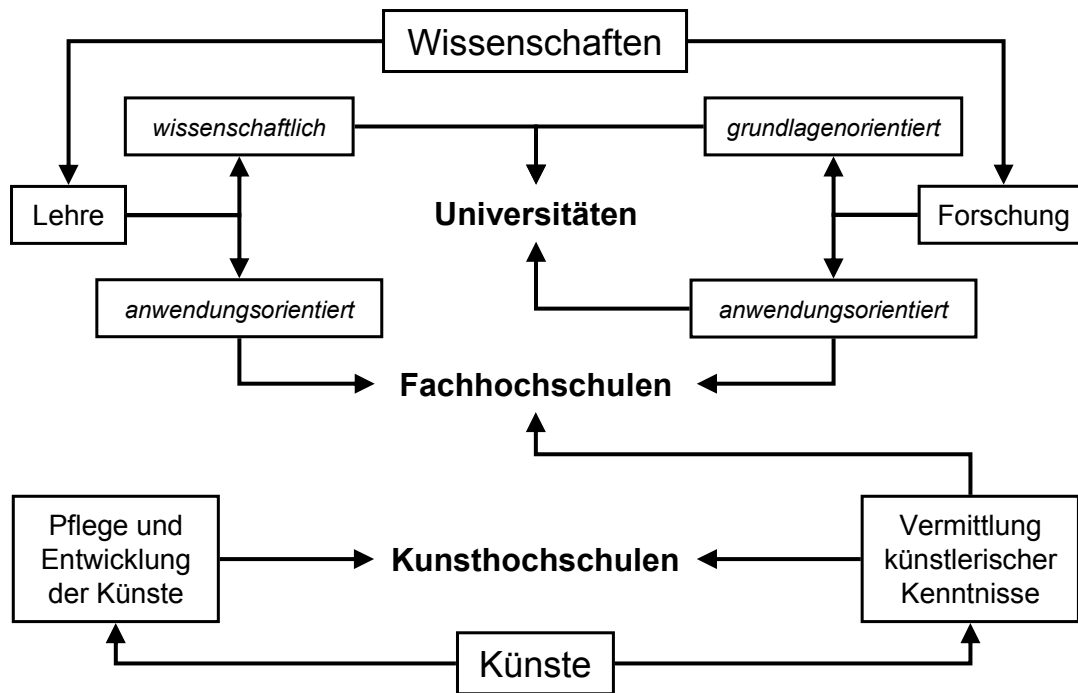 Wissenschaften
wissenschaftlich
grundlagenorientiert
Lehre
Universitäten
Forschung
anwendungsorientiert
anwendungsorientiert
Fachhochschulen
Pflege und
Entwicklung
der Künste
Kunsthochschulen
Vermittlung
künstlerischer
Kenntnisse
Künste